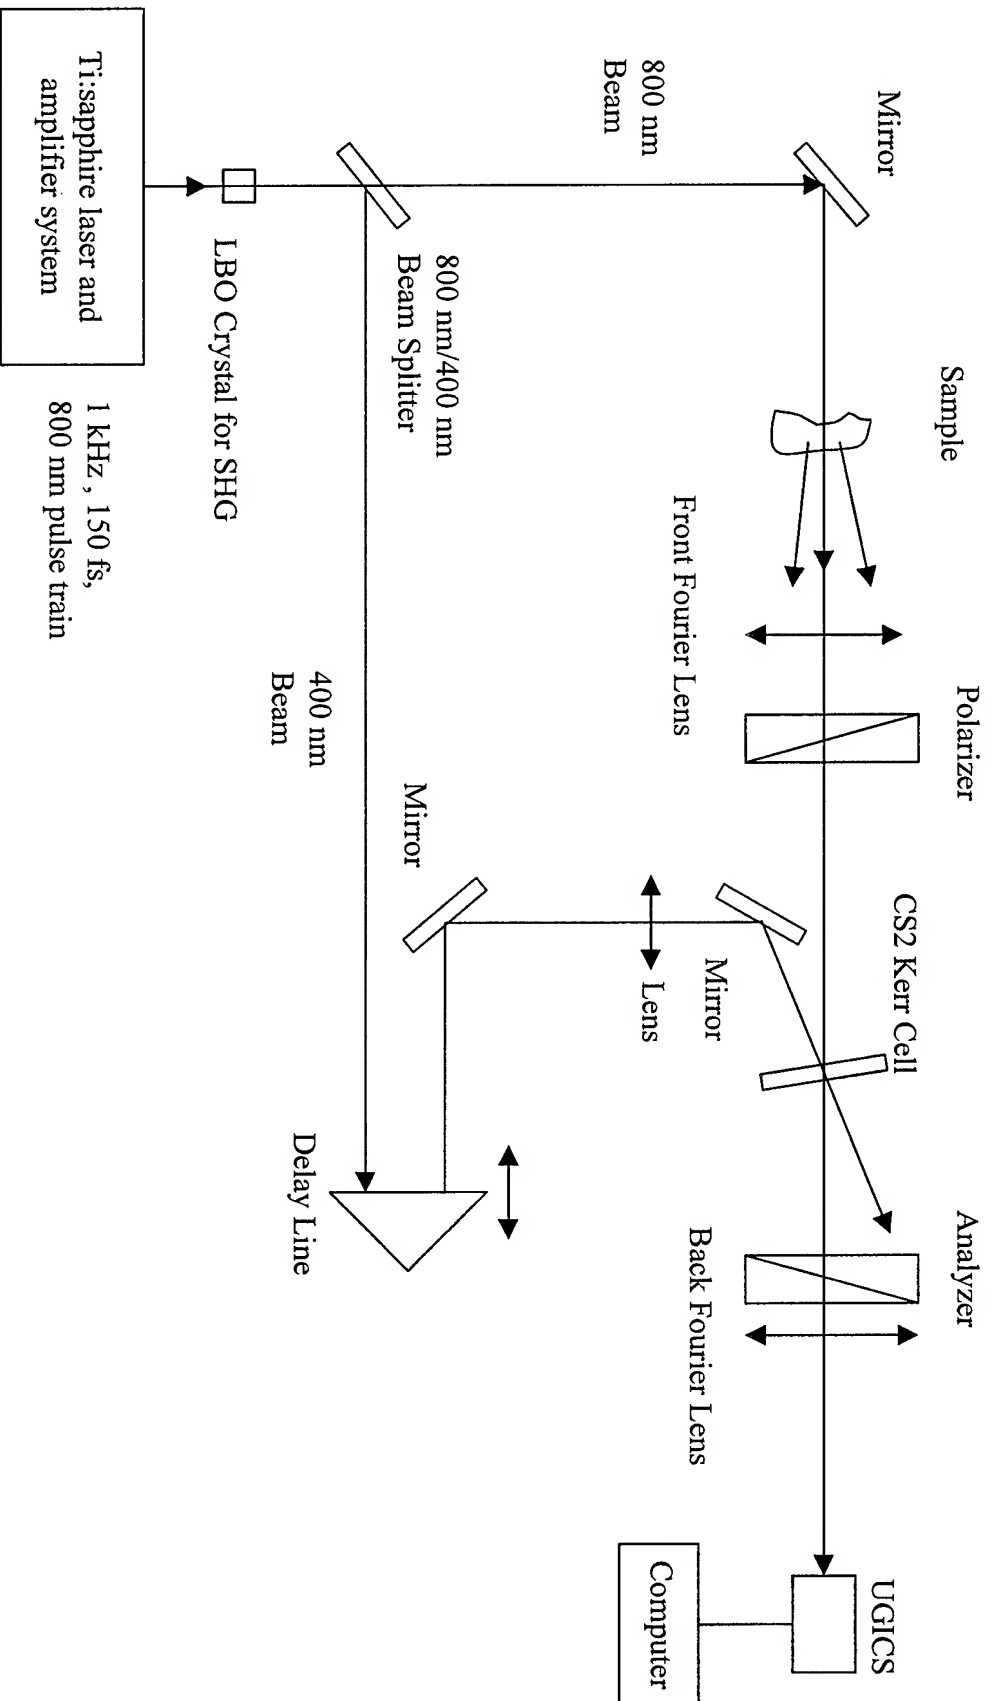 Mirror
Sample
Polarizer
CS2 Kerr Cell
Analyzer
UGICS
800 nm
Beam
Front Fourier Lens
Mirror
Lens
Back Fourier Lens
Computer
800 nm/400 nm
Beam Splitter
Mirror
400 nm
Beam
Delay Line
LBO Crystal for SHG
Ti:sapphire laser and
amplifier system
1 kHz , 150 fs,
800 nm pulse train